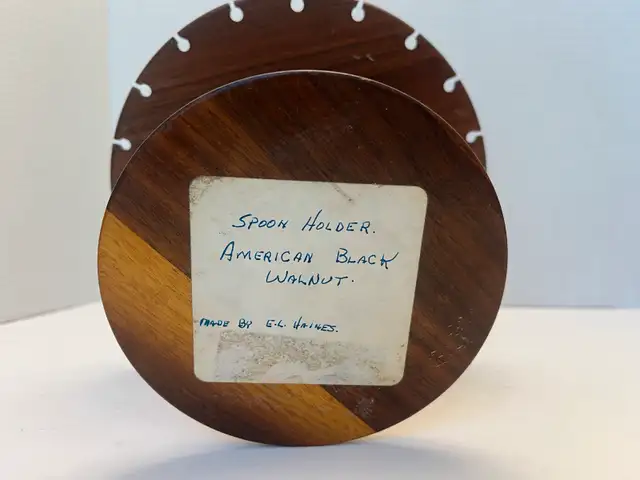 SPOON HOLDER.
AMERICAN BLACK
WALNUT.
MADE BY E.L. HAINES.